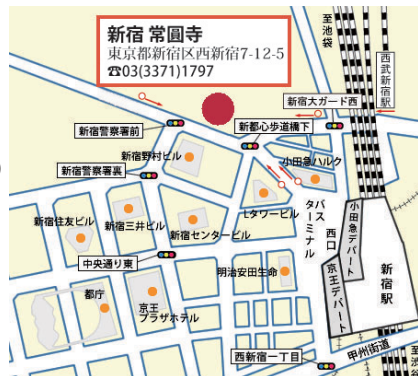 新宿 常圓寺
東京都新宿区西新宿7-12-5
☎03(3371)1797
至池袋
西武新宿駅
新宿大ガード西
新宿警察署前
新都心歩道橋下
新宿野村ビル
小田急ハルク
新宿警察署裏
Lタワービル
バスターミナル
新宿住友ビル
新宿三井ビル
新宿センタービル
西口
小田急デパート
中央通り東
明治安田生命
京王デパート
新宿駅
都庁
京王
プラザホテル
西新宿一丁目
甲州街道
至渋谷